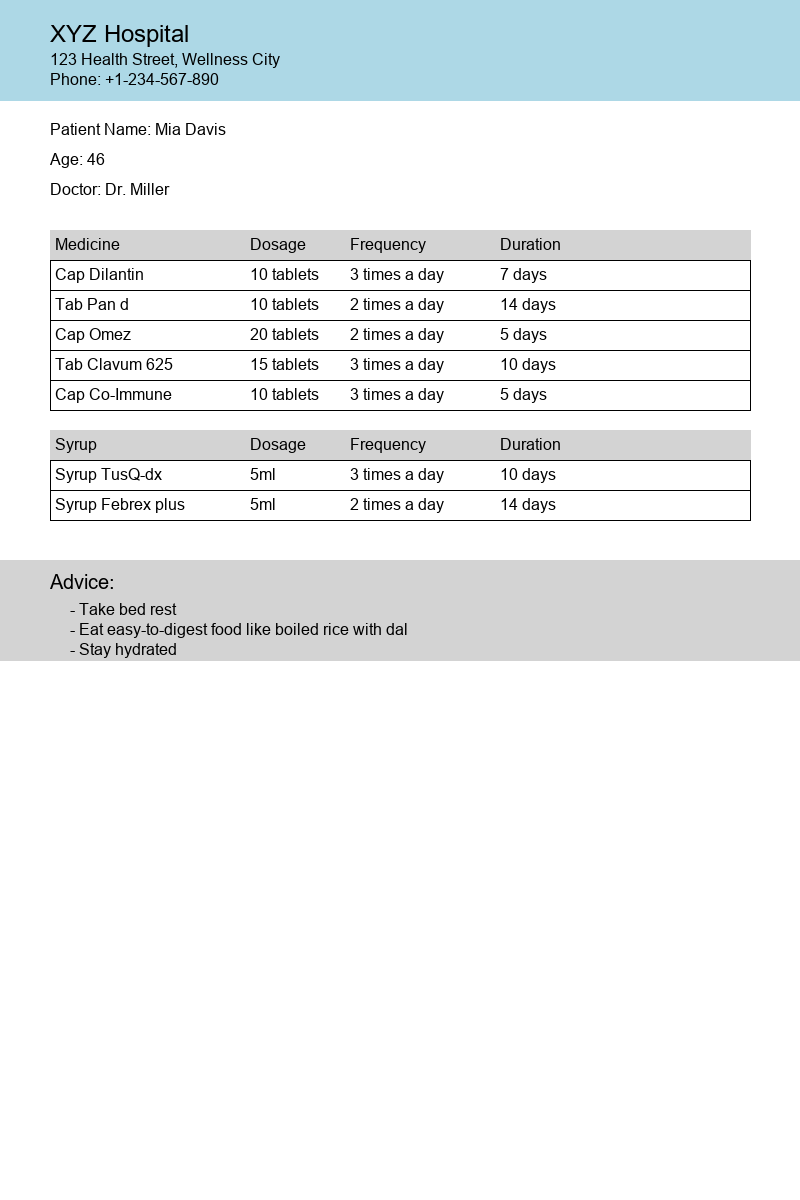 XYZ Hospital
123 Health Street, Wellness City
Phone: +1-234-567-890
Patient Name: Mia Davis
Age: 46
Doctor: Dr. Miller
Medicine Dosage Frequency Duration
Cap Dilantin 10 tablets 3 times a day 7 days
Tab Pan d 10 tablets 2 times a day 14 days
Cap Omez 20 tablets 2 times a day 5 days
Tab Clavum 625 15 tablets 3 times a day 10 days
Cap Co-Immune 10 tablets 3 times a day 5 days
Syrup Dosage Frequency Duration
Syrup TusQ-dx 5ml 3 times a day 10 days
Syrup Febrex plus 5ml 2 times a day 14 days
Advice:
- Take bed rest
- Eat easy-to-digest food like boiled rice with dal
- Stay hydrated